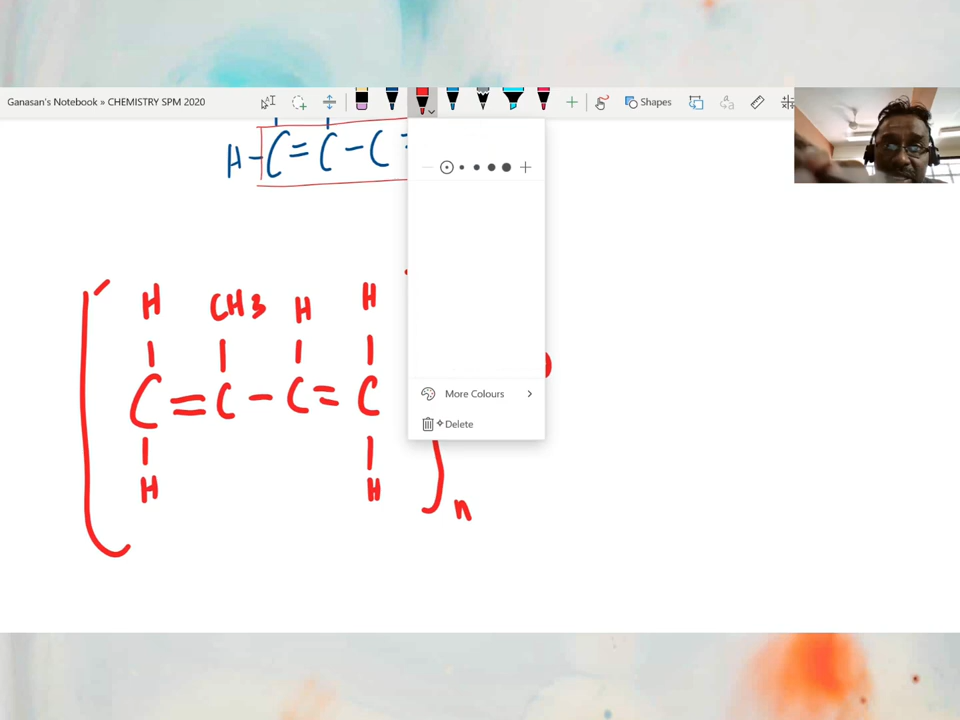 Ganasan's Notebook » CHEMISTRY SPM 2020
Shapes
H-C=C-C=
H CH3 H H
C=C-C=C
H H
n
More Colours
Delete